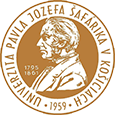 UNIVERZITA PAVLA JOZEFA ŠAFÁRIKA V KOŠICIACH
1795
1861
· 1959 ·